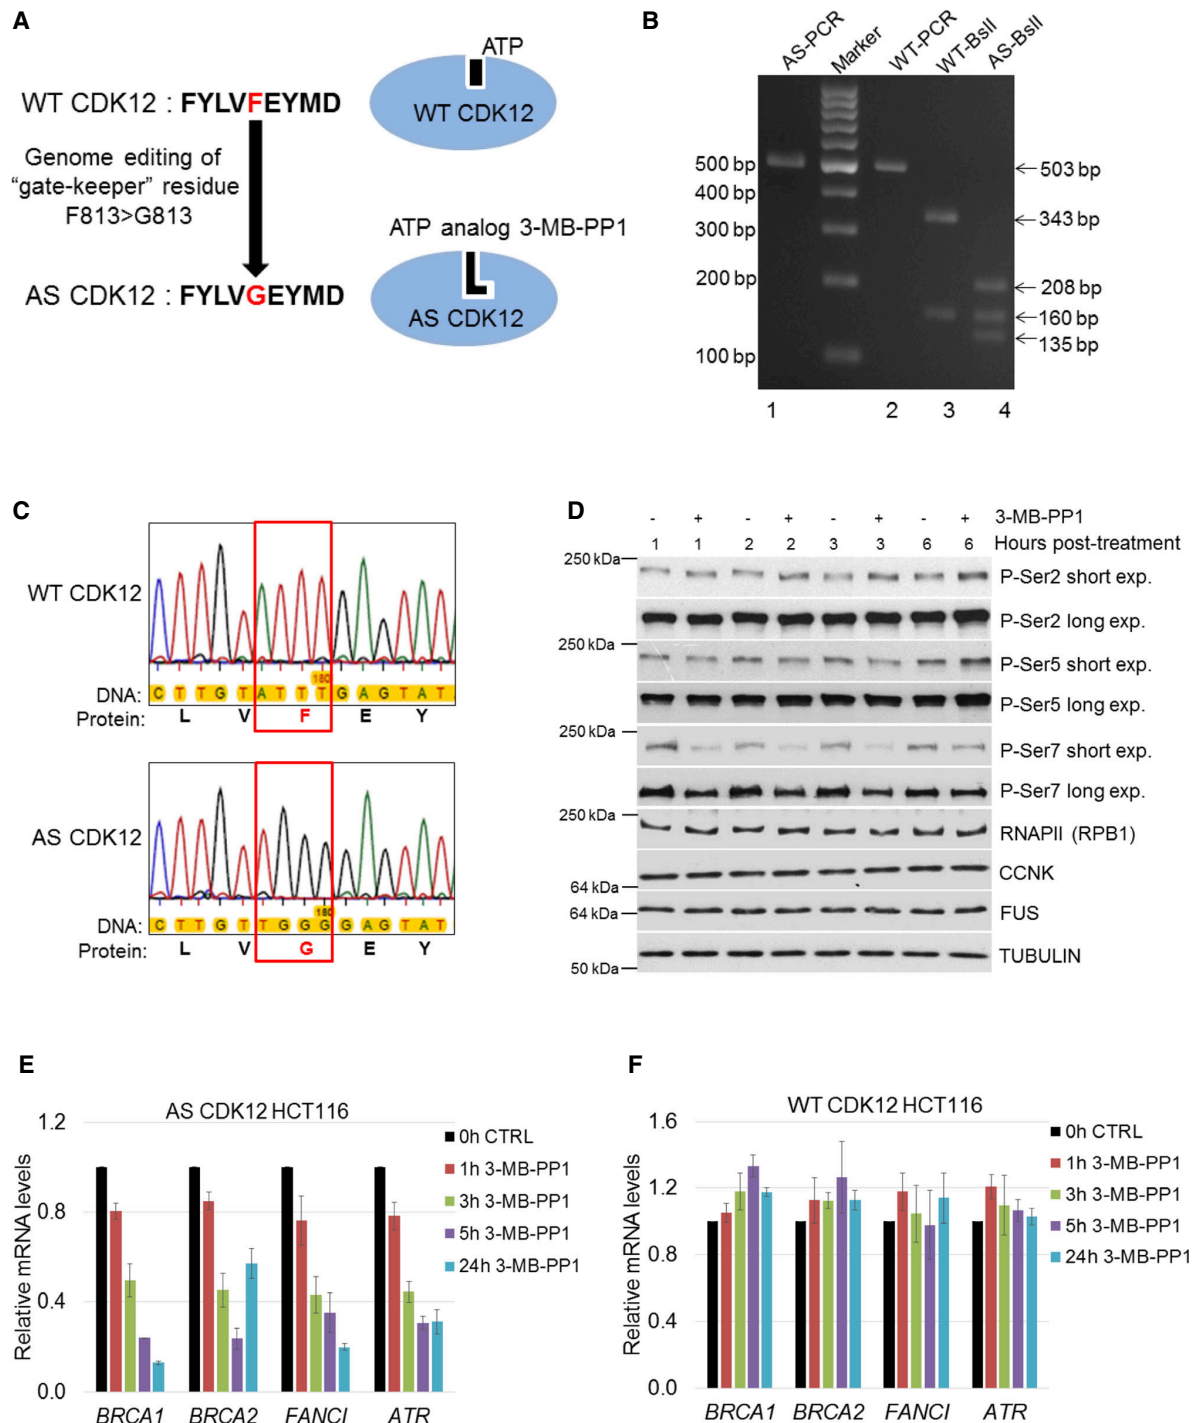 A
WT CDK12 : FYLVFEYMD
Genome editing of
“gate-keeper” residue
F813>G813
AS CDK12 : FYLVGEYMD
ATP
WT CDK12
ATP analog 3-MB-PP1
AS CDK12
B
AS-PCR
Marker
WT-PCR
WT-BslI
AS-BslI
500 bp
400 bp
300 bp
200 bp
100 bp
503 bp
343 bp
208 bp
160 bp
135 bp
1 2 3 4
C
WT CDK12
180
DNA: C T T G T A T T T G A G T A T
Protein: L V F E Y
AS CDK12
180
DNA: C T T G T T G G G G A G T A T
Protein: L V G E Y
D
- + - + - + - + 3-MB-PP1
1 1 2 2 3 3 6 6 Hours post-treatment
250 kDa
P-Ser2 short exp.
P-Ser2 long exp.
250 kDa
P-Ser5 short exp.
P-Ser5 long exp.
250 kDa
P-Ser7 short exp.
P-Ser7 long exp.
250 kDa
RNAPII (RPB1)
CCNK
64 kDa
64 kDa
FUS
TUBULIN
50 kDa
E
AS CDK12 HCT116
Relative mRNA levels
1.2
0.8
0.4
0.0
BRCA1 BRCA2 FANCI ATR
0h CTRL
1h 3-MB-PP1
3h 3-MB-PP1
5h 3-MB-PP1
24h 3-MB-PP1
F
WT CDK12 HCT116
Relative mRNA levels
1.6
1.2
0.8
0.4
0.0
BRCA1 BRCA2 FANCI ATR
0h CTRL
1h 3-MB-PP1
3h 3-MB-PP1
5h 3-MB-PP1
24h 3-MB-PP1